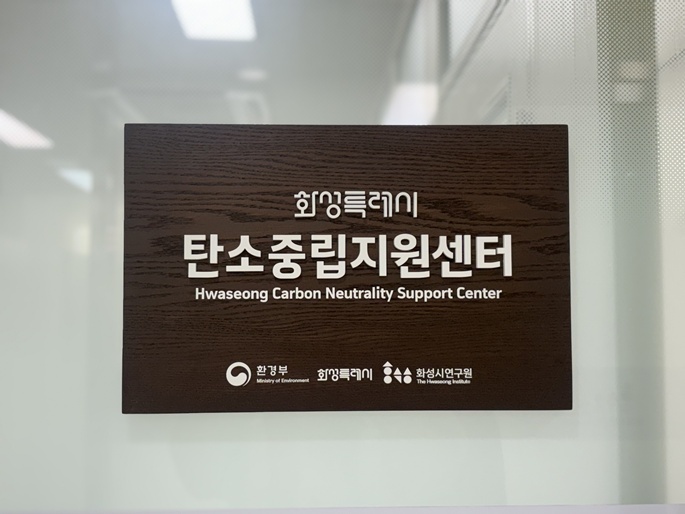 화성특례시
탄소중립지원센터
Hwaseong Carbon Neutrality Support Center
환경부
Ministry of Environment
화성특례시
화성시연구원
The Hwaseong Institute